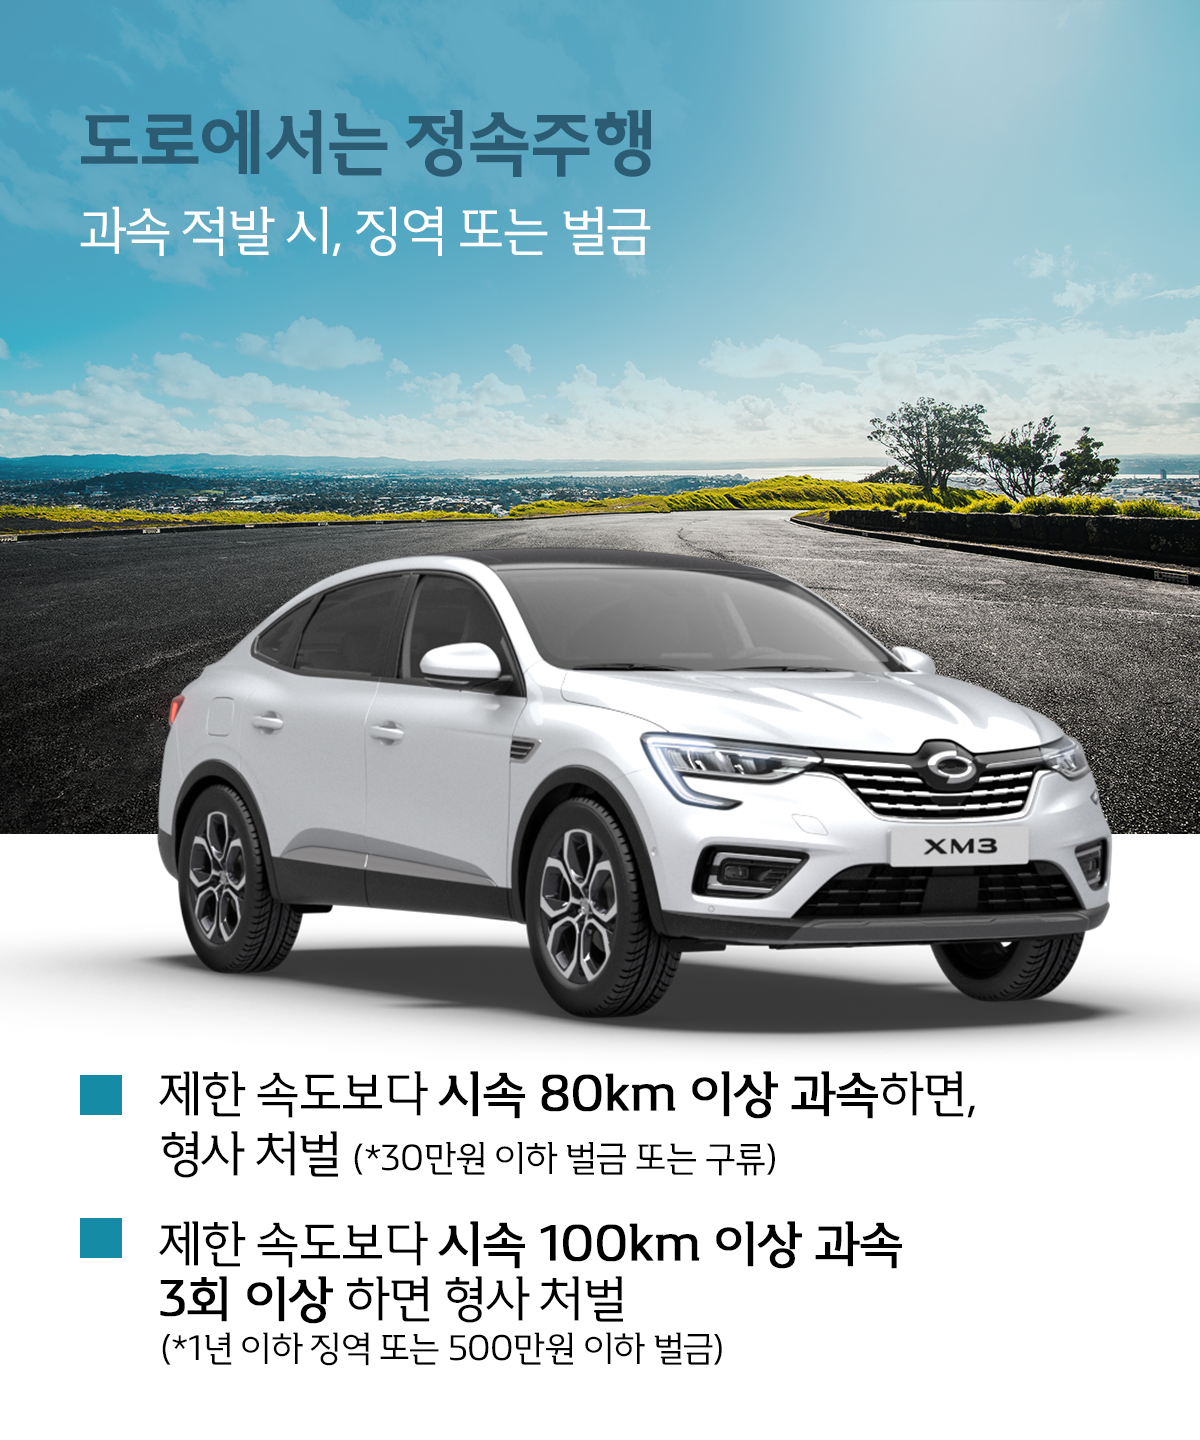 도로에서는 정속주행
과속 적발 시, 징역 또는 벌금
XM3
제한 속도보다 시속 80km 이상 과속하면,
형사 처벌 (*30만원 이하 벌금 또는 구류)
제한 속도보다 시속 100km 이상 과속
3회 이상 하면 형사 처벌
(*1년 이하 징역 또는 500만원 이하 벌금)